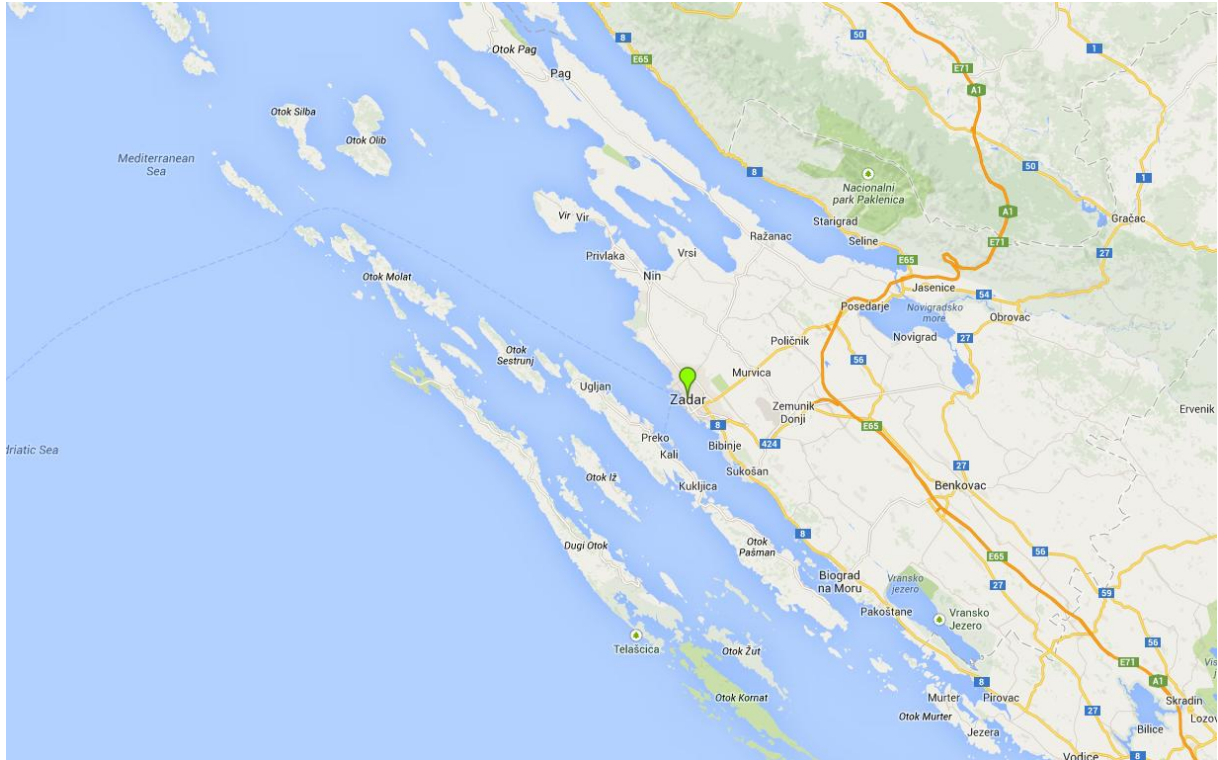 8
50
1
Otok Pag
E65
E71
Pag
A1
Otok Silba
Otok Olib
50
Mediterranean
Sea
8
Nacionalni
park Paklenica
1
Vir Vir
A1
Starigrad
Gračac
Ražanac
Seline
E71
Privlaka
Vrsi
E65
27
Nin
Otok Molat
Jasenice
54
Posedarje
Novigradsko
more
Obrovac
Novigrad
27
Poličnik
Otok
Sestrunj
56
Murvica
Ugljan
Zadar
Zemunik
Donji
Ervenik
8
E65
Preko
Bibinje
424
driatic Sea
Kali
27
Sukošan
Otok Iž
Kukljica
Benkovac
8
Otok
Pašman
Dugi Otok
E65
56
Biograd
na Moru
Vransko
jezero
27
59
Pakoštane
Vransko
Jezero
Telašćica
56
Otok Žut
E71
Vis
j
8
A1
Otok Kornat
Murter
Pirovac
Skradin
27
Otok Murter
Lozov
Jezera
Bilice
Vodice
8